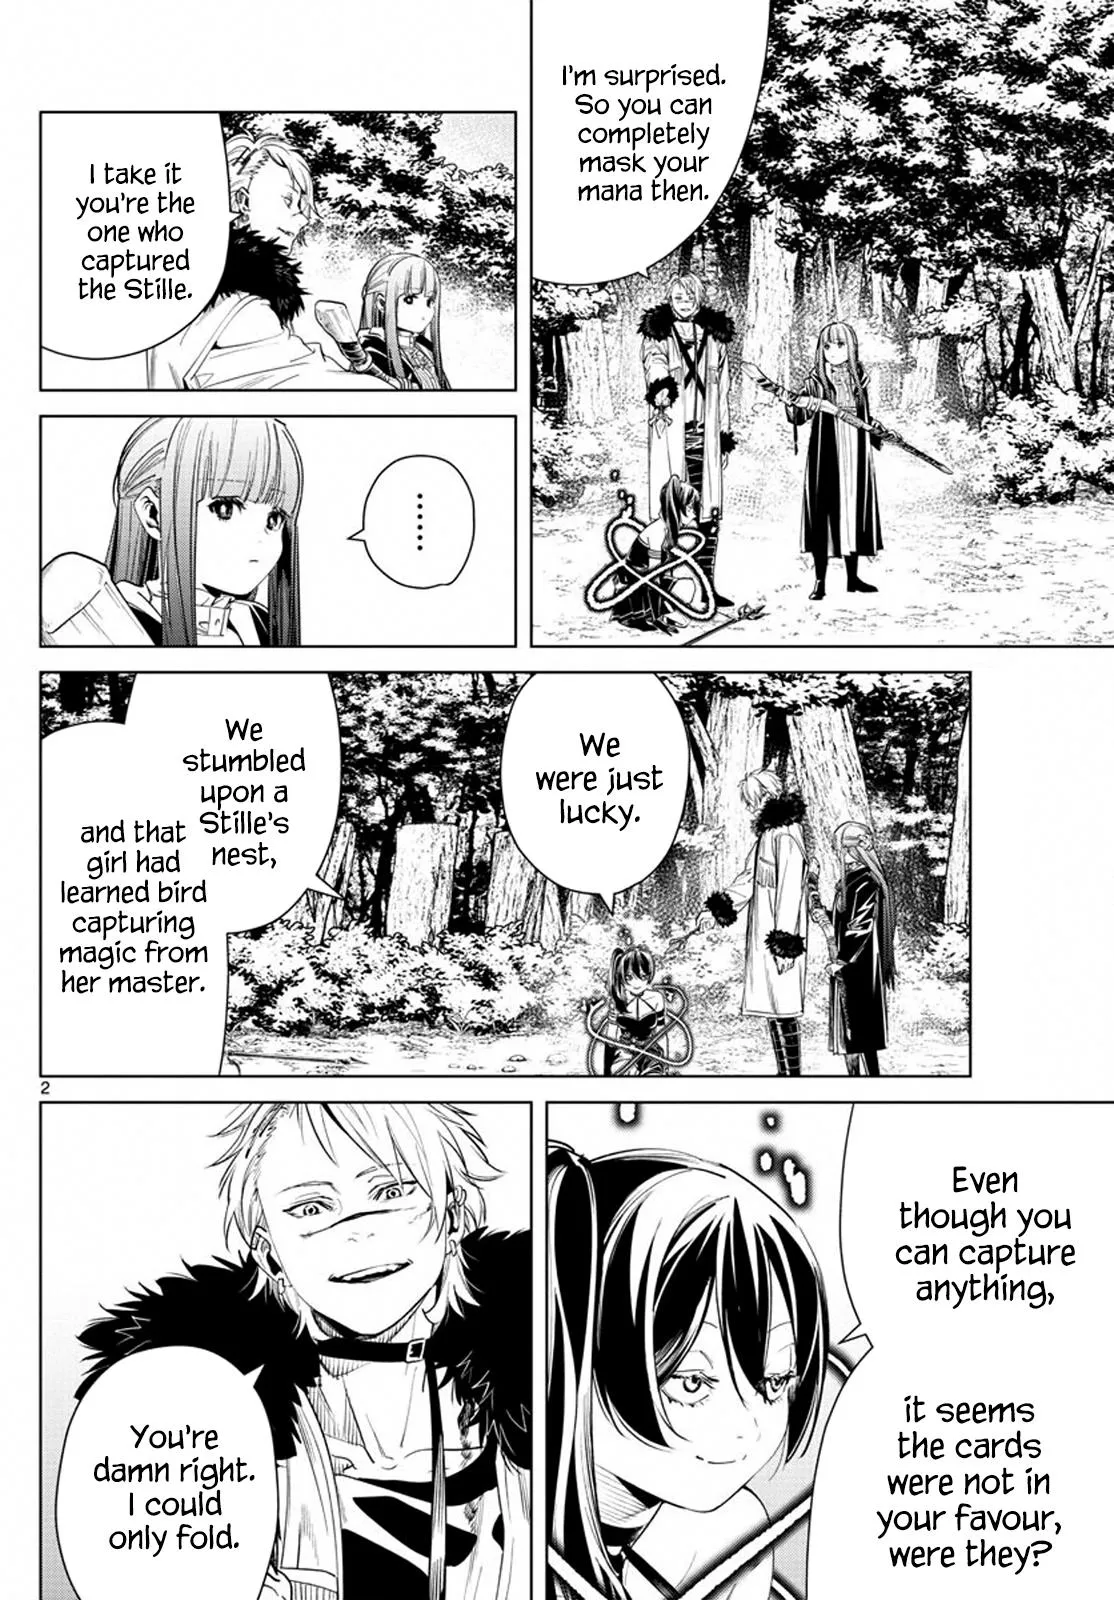 I'm surprised.
So you can
completely
mask your
mana then.
I take it
you're the
one who
captured
the Stille.
......
We
were just
lucky.
We
stumbled
upon a
Stille's
nest,
and that
girl had
learned bird
capturing
magic from
her master.
2
Even
though you
can capture
anything,
it seems
the cards
were not in
your favour,
were they?
You're
damn right.
I could
only fold.